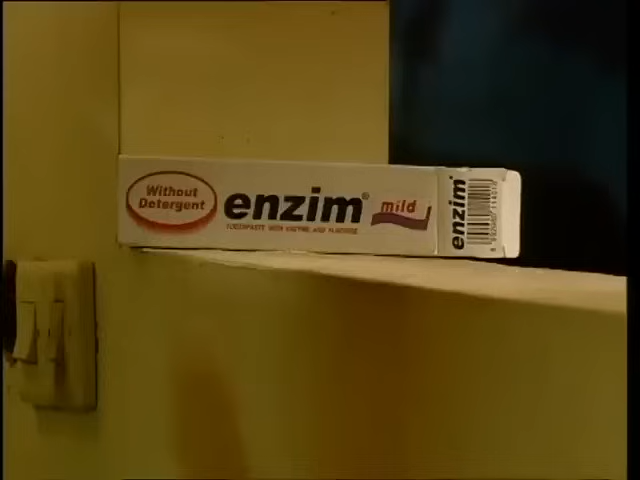 Without
Detergent
enzim®
TOOTHPASTE WITH ENZYME AND FLUORIDE
mild
enzim